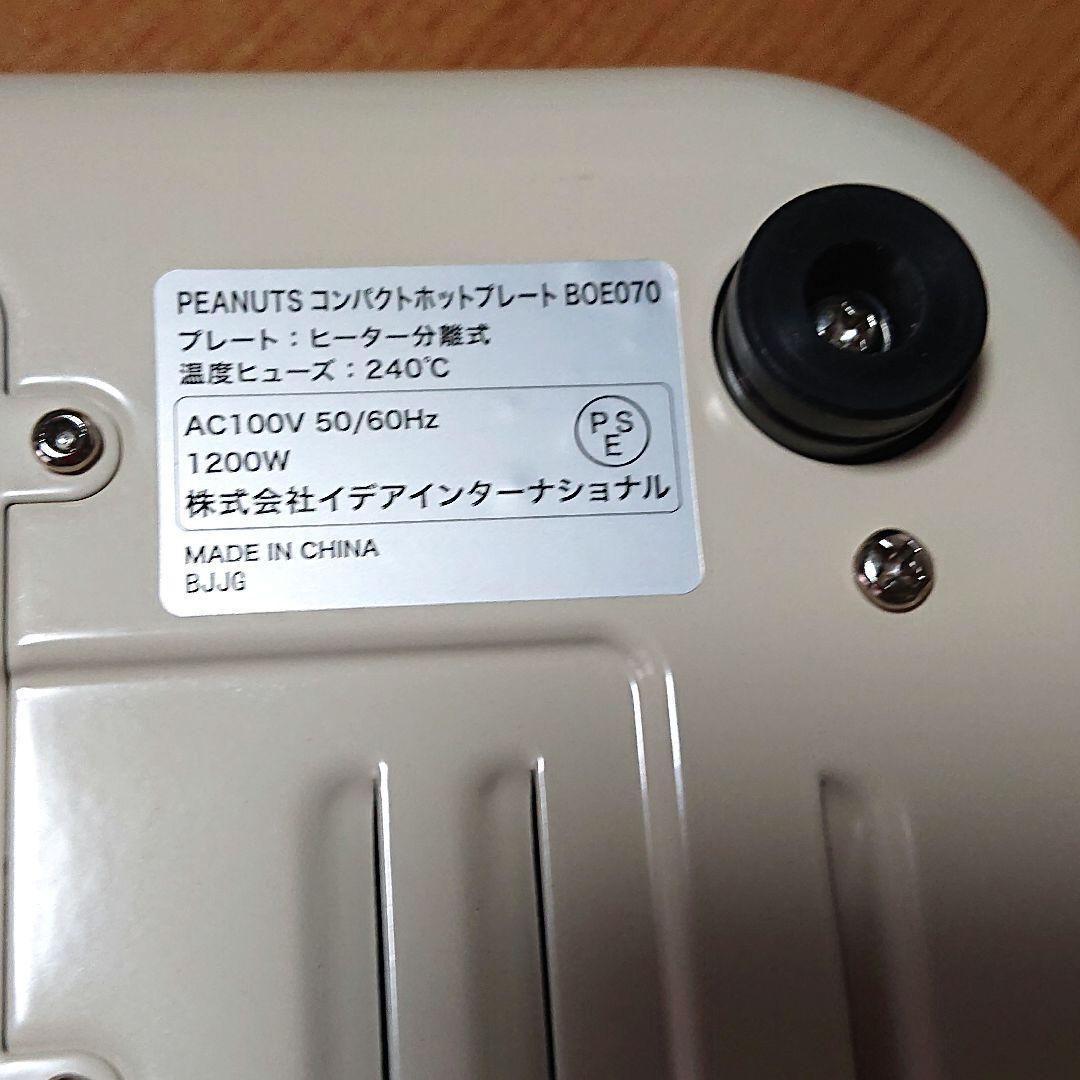 PEANUTS コンパクトホットプレート BOE070
プレート：ヒーター分離式
温度ヒューズ：240℃
AC100V 50/60Hz
PSE
1200W
株式会社イデアインターナショナル
MADE IN CHINA
BJJG